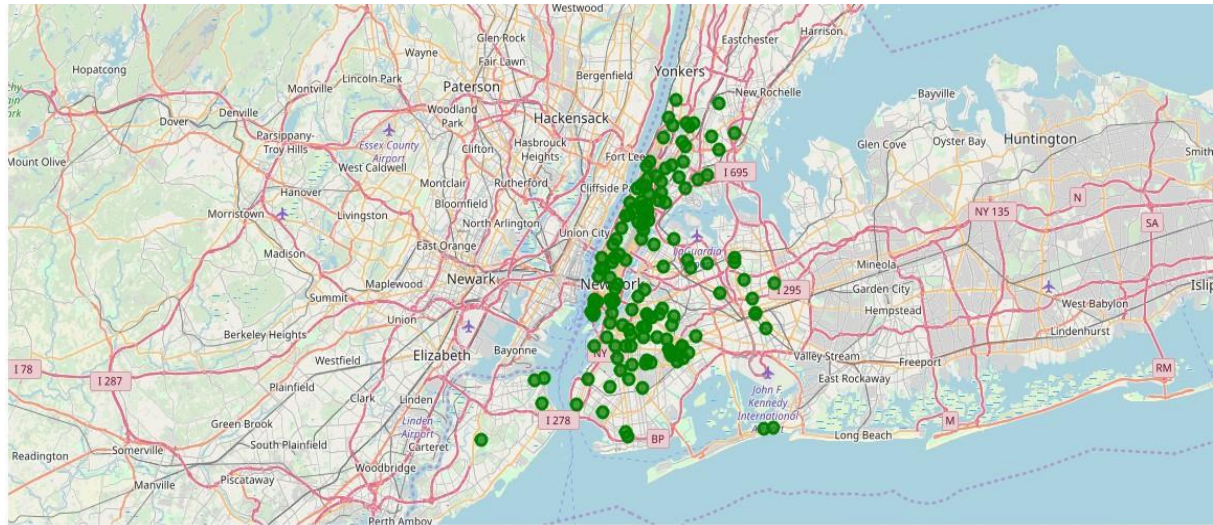 Westwood
Harrison
Eastchester
Glen Rock
Wayne
Fair Lawn
Hopatcong
Lincoln Park
Bergenfield
Yonkers
Montville
Paterson
New Rochelle
Bayville
Denville
Woodland
Park
Hackensack
Dover
Parsippany-
Troy Hills
Essex County
Airport
Clifton
Hasbrouck
Heights
Fort Lee
Glen Cove
Oyster Bay
Huntington
Mount Olive
West Caldwell
I 695
Smith
Hanover
Montclair
Rutherford
Cliffside Pa
N
Morristown
Livingston
Bloomfield
North Arlington
NY 135
SA
Union City
East Orange
LaGuardia
Madison
Mineola
Newark
New York
Maplewood
I 295
Garden City
Islip
Summit
Hempstead
West Babylon
Union
Berkeley Heights
Lindenhurst
Elizabeth
Bayonne
NY
Valley Stream
Freeport
Westfield
I 78
I 287
Plainfield
East Rockaway
RM
Linden
John F
Kennedy
International
Clark
Linden
Airport
Green Brook
I 278
M
Long Beach
BP
Somerville
South Plainfield
Carteret
Readington
Woodbridge
Manville
Piscataway
Perth Amboy